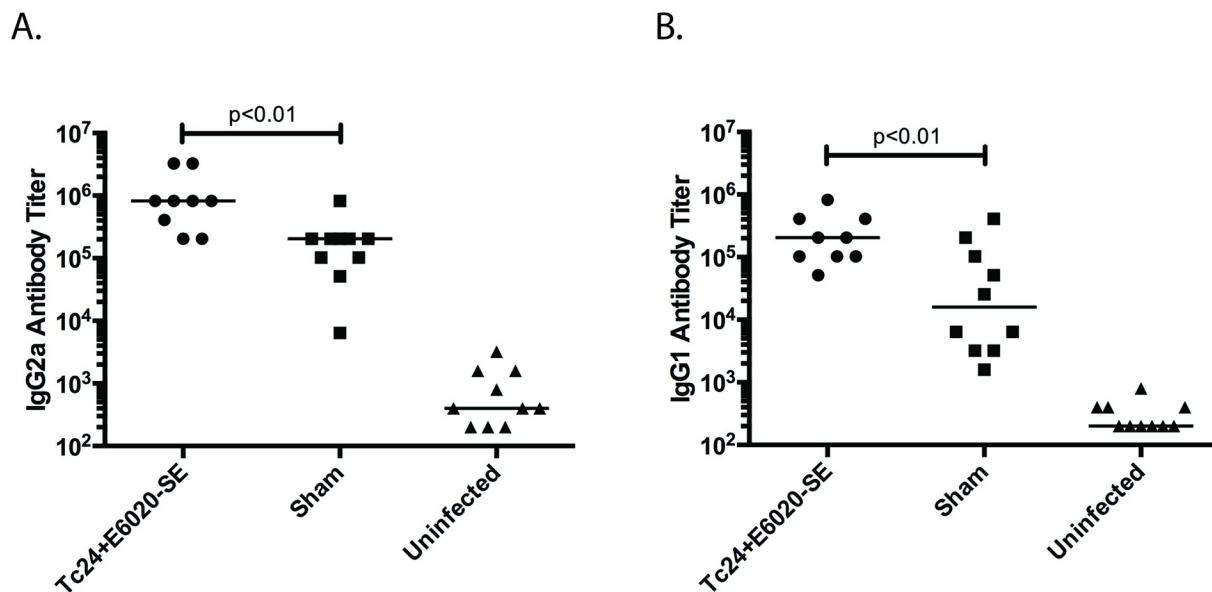 A.
p<0.01
IgG2a Antibody Titer
10^7
10^6
10^5
10^4
10^3
10^2
Tc24+E6020-SE
Sham
Uninfected
B.
p<0.01
IgG1 Antibody Titer
10^7
10^6
10^5
10^4
10^3
10^2
Tc24+E6020-SE
Sham
Uninfected